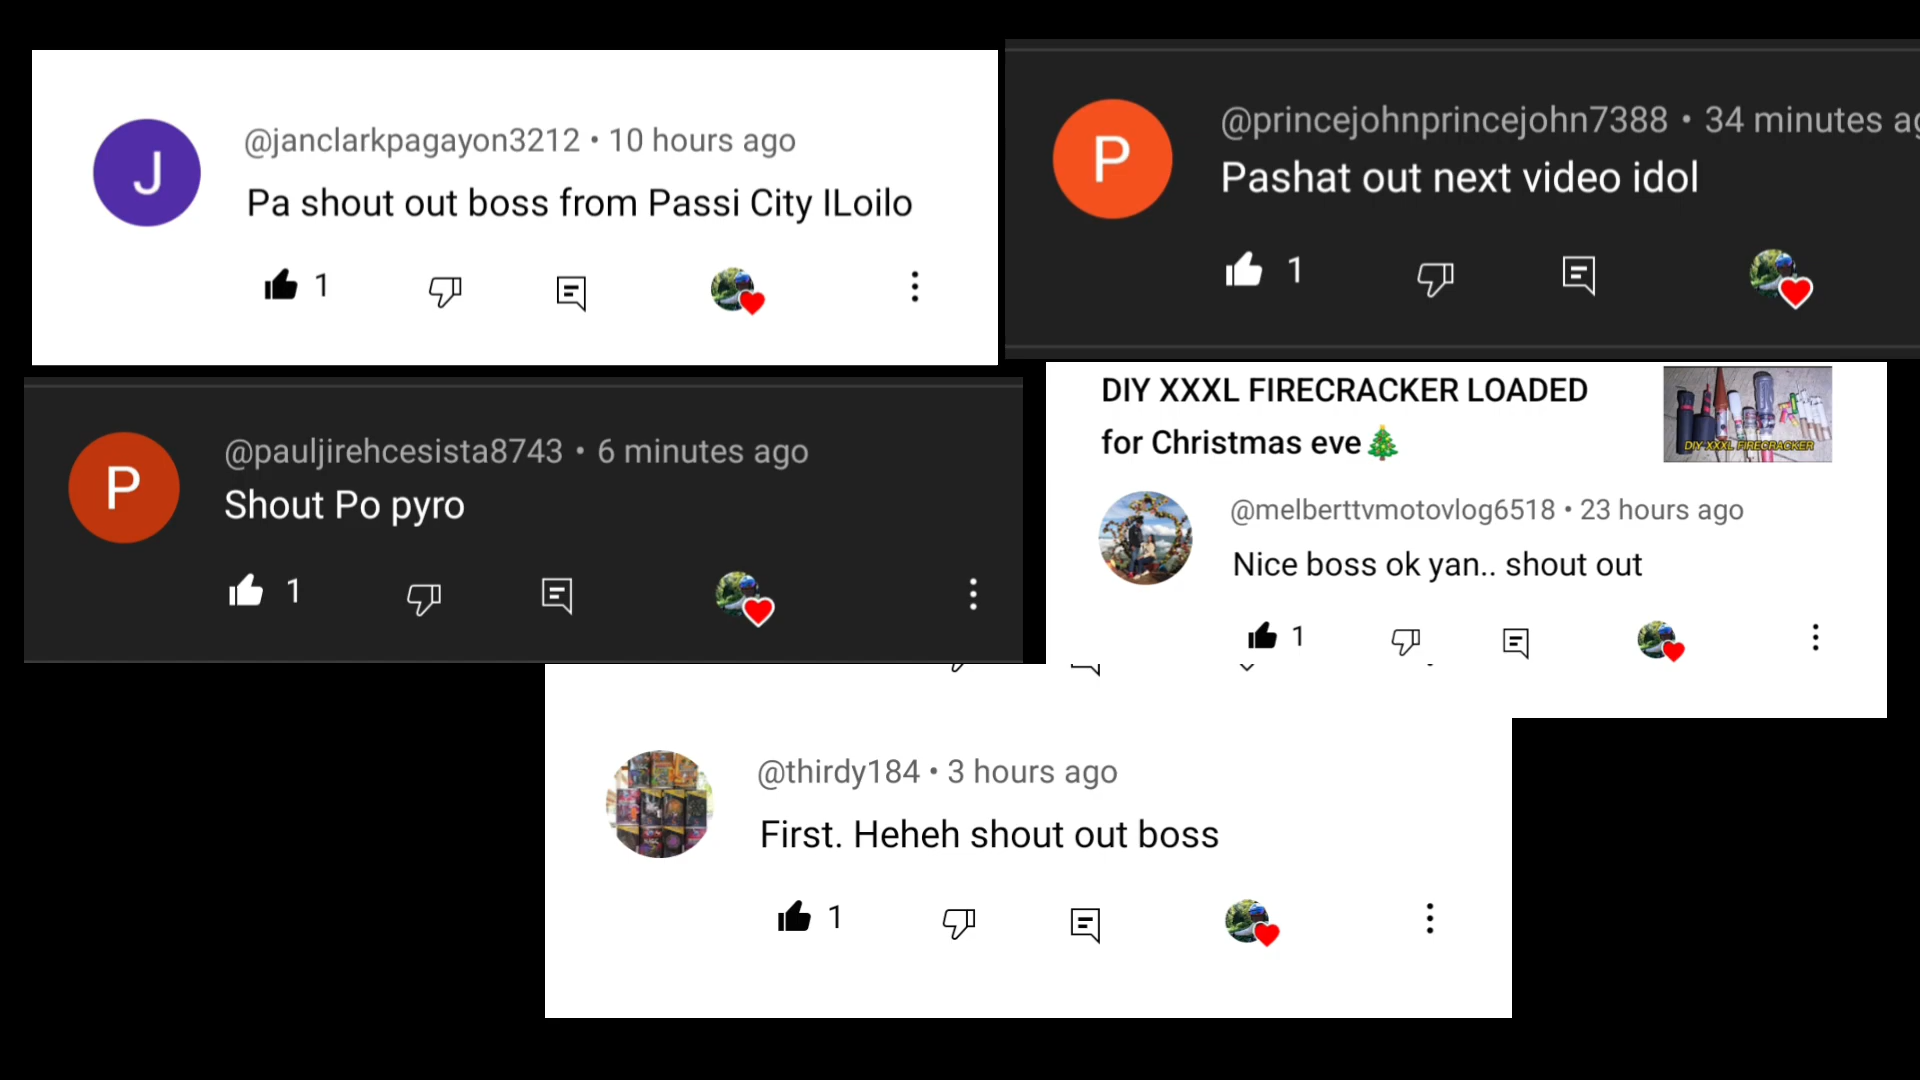 J
@janclarkpagayon3212 • 10 hours ago
Pa shout out boss from Passi City ILoilo
1
P
@princejohnprincejohn7388 • 34 minutes ag
Pashat out next video idol
1
P
@pauljirehcesista8743 • 6 minutes ago
Shout Po pyro
1
DIY XXXL FIRECRACKER LOADED
for Christmas eve🎄
DIY XXXL FIRECRACKER
@melberttvmotovlog6518 • 23 hours ago
Nice boss ok yan.. shout out
1
@thirdy184 • 3 hours ago
First. Heheh shout out boss
1